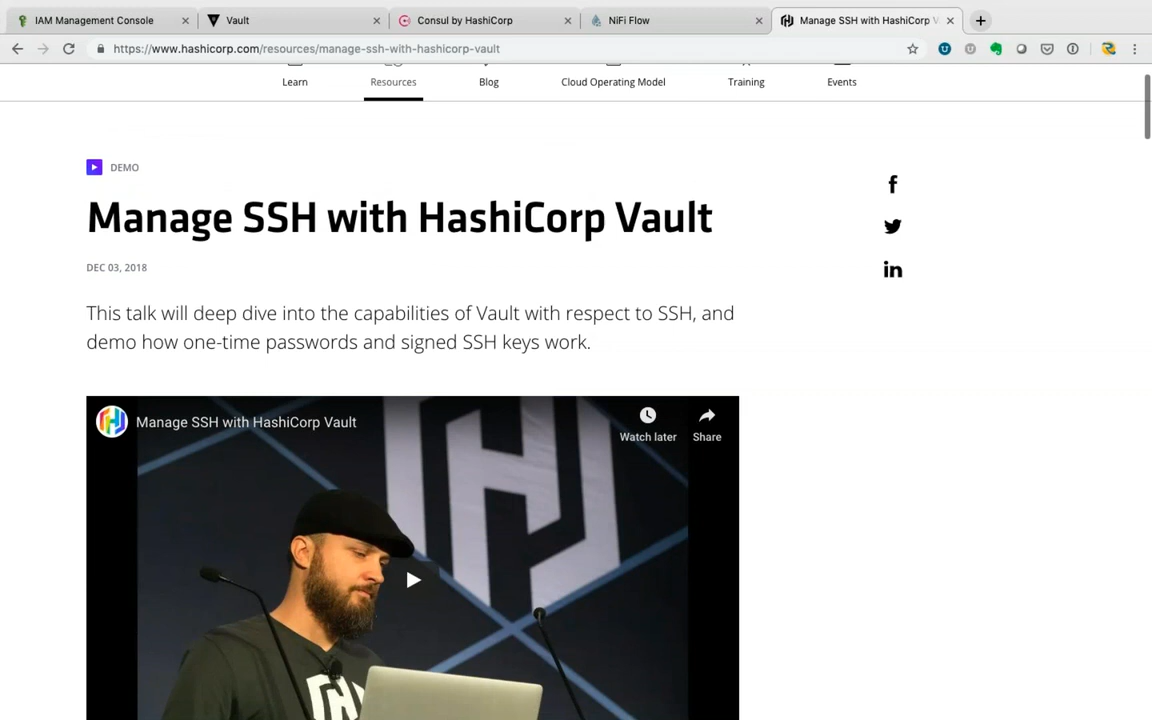 IAM Management Console
Vault
Consul by HashiCorp
NiFi Flow
Manage SSH with HashiCorp V
https://www.hashicorp.com/resources/manage-ssh-with-hashicorp-vault
Learn
Resources
Blog
Cloud Operating Model
Training
Events
DEMO
Manage SSH with HashiCorp Vault
DEC 03, 2018
This talk will deep dive into the capabilities of Vault with respect to SSH, and
demo how one-time passwords and signed SSH keys work.
Manage SSH with HashiCorp Vault
Watch later
Share